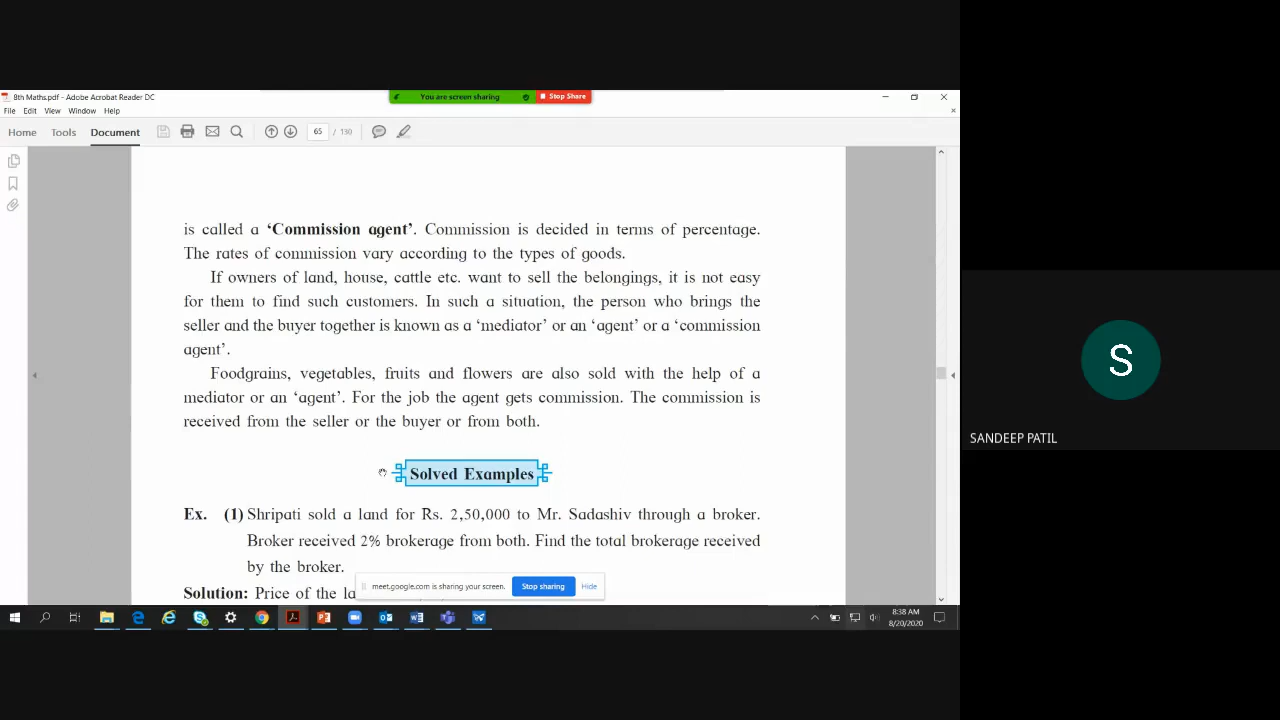 8th Maths.pdf - Adobe Acrobat Reader DC
You are screen sharing
Stop Share
File Edit View Window Help
Home Tools Document 65 / 130
is called a ‘Commission agent’. Commission is decided in terms of percentage.
The rates of commission vary according to the types of goods.
If owners of land, house, cattle etc. want to sell the belongings, it is not easy
for them to find such customers. In such a situation, the person who brings the
seller and the buyer together is known as a ‘mediator’ or an ‘agent’ or a ‘commission
agent’.
Foodgrains, vegetables, fruits and flowers are also sold with the help of a
mediator or an ‘agent’. For the job the agent gets commission. The commission is
received from the seller or the buyer or from both.
Solved Examples
Ex. (1) Shripati sold a land for Rs. 2,50,000 to Mr. Sadashiv through a broker.
Broker received 2% brokerage from both. Find the total brokerage received
by the broker.
Solution: Price of the la
meet.google.com is sharing your screen. Stop sharing Hide
8:38 AM
8/20/2020
S
SANDEEP PATIL